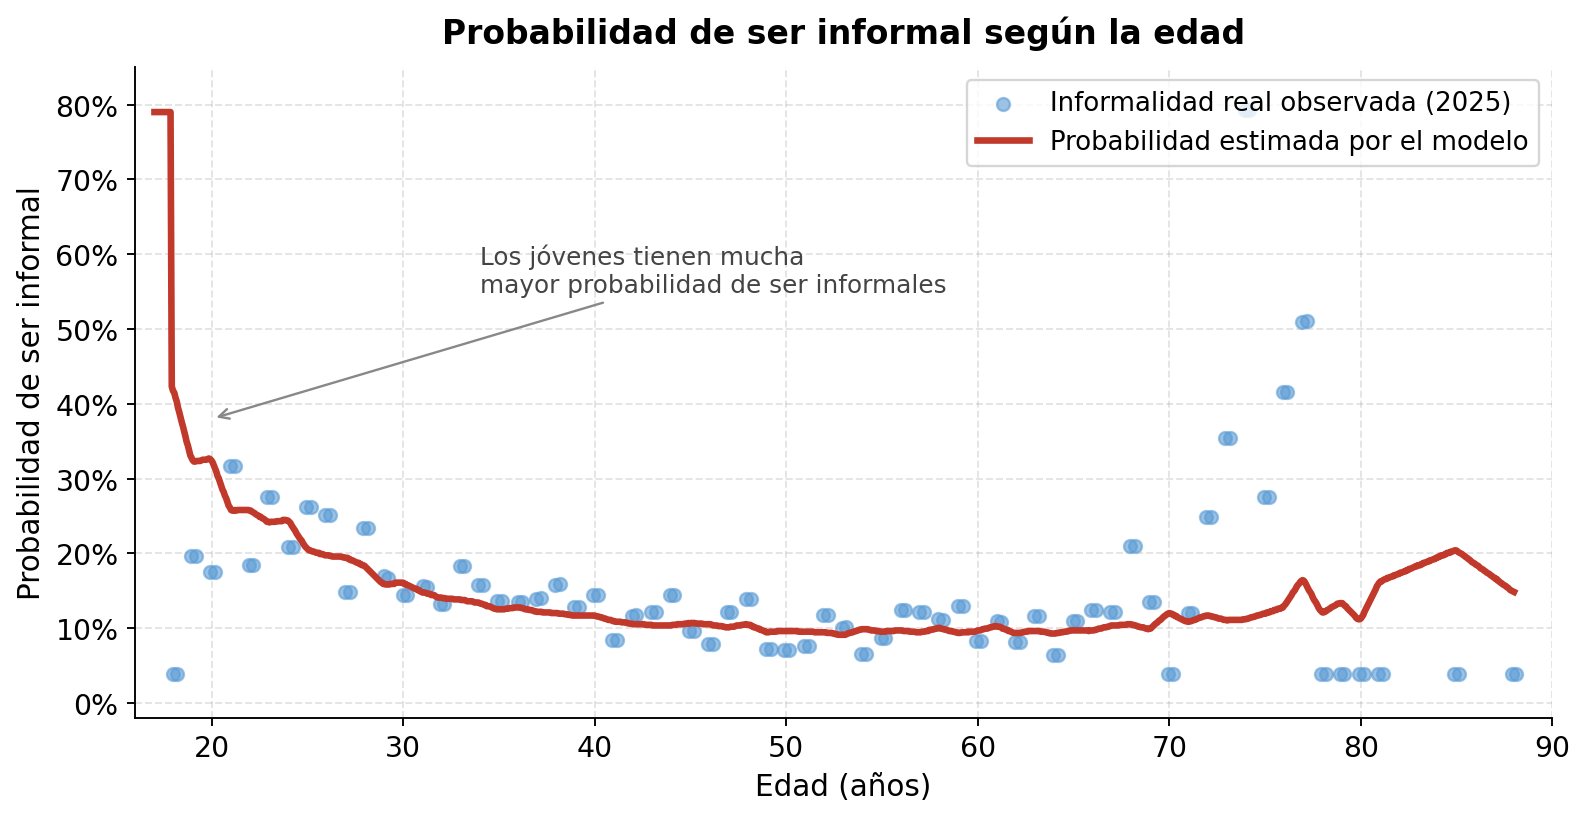 Probabilidad de ser informal según la edad
Probabilidad de ser informal
80%
70%
60%
50%
40%
30%
20%
10%
0%
Informalidad real observada (2025)
Probabilidad estimada por el modelo
Los jóvenes tienen mucha
mayor probabilidad de ser informales
20 30 40 50 60 70 80 90
Edad (años)